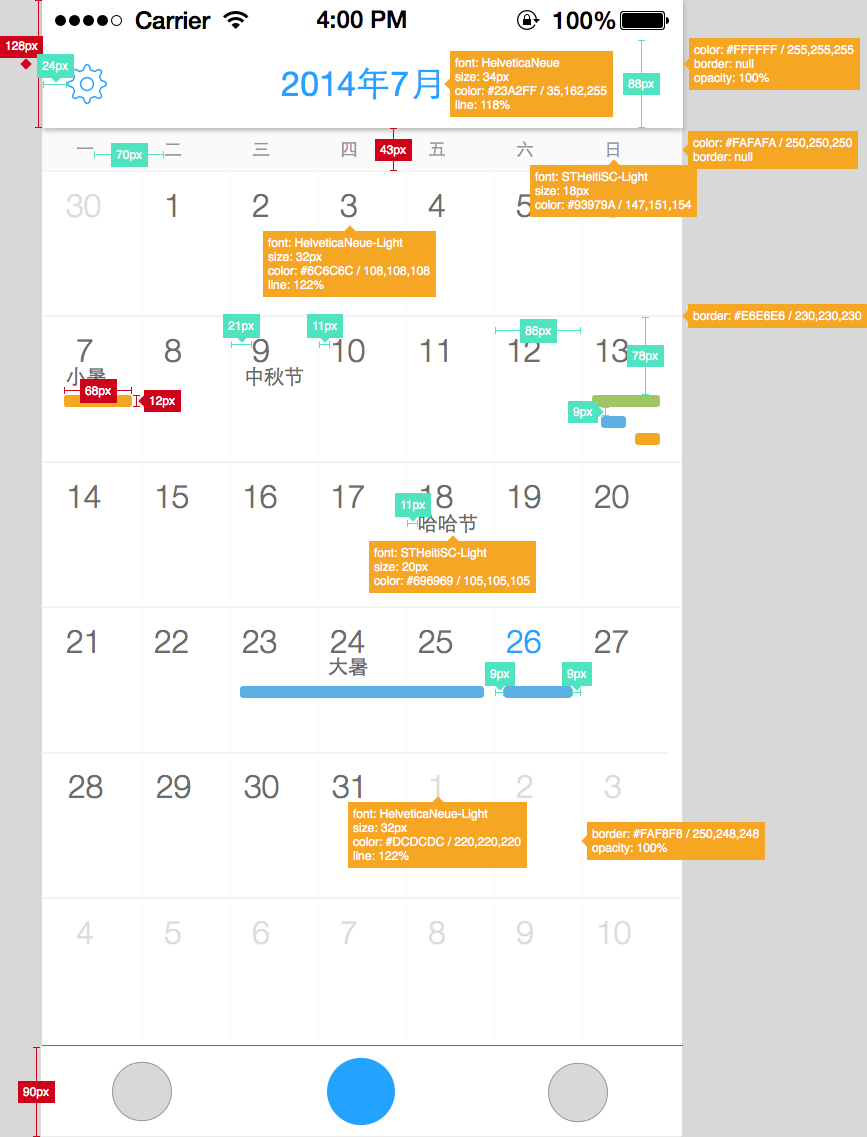 Carrier 4:00 PM 100%
128px
24px
2014年7月
font: HelveticaNeue
size: 34px
color: #23A2FF / 35,162,255
line: 118%
88px
color: #FFFFFF / 255,255,255
border: null
opacity: 100%
一 二 三 四 五 六 日
70px
43px
color: #FAFAFA / 250,250,250
border: null
font: STHeitiSC-Light
size: 18px
color: #93979A / 147,151,154
30 1 2 3 4 5
font: HelveticaNeue-Light
size: 32px
color: #6C6C6C / 108,108,108
line: 122%
border: #E6E6E6 / 230,230,230
21px
11px
86px
7 8 9 10 11 12 13
78px
小暑 中秋节
68px
12px
9px
14 15 16 17 18 19 20
11px
哈哈节
font: STHeitiSC-Light
size: 20px
color: #696969 / 105,105,105
21 22 23 24 25 26 27
大暑
9px
9px
28 29 30 31 1 2 3
font: HelveticaNeue-Light
size: 32px
color: #DCDCDC / 220,220,220
line: 122%
border: #FAF8F8 / 250,248,248
opacity: 100%
4 5 6 7 8 9 10
90px